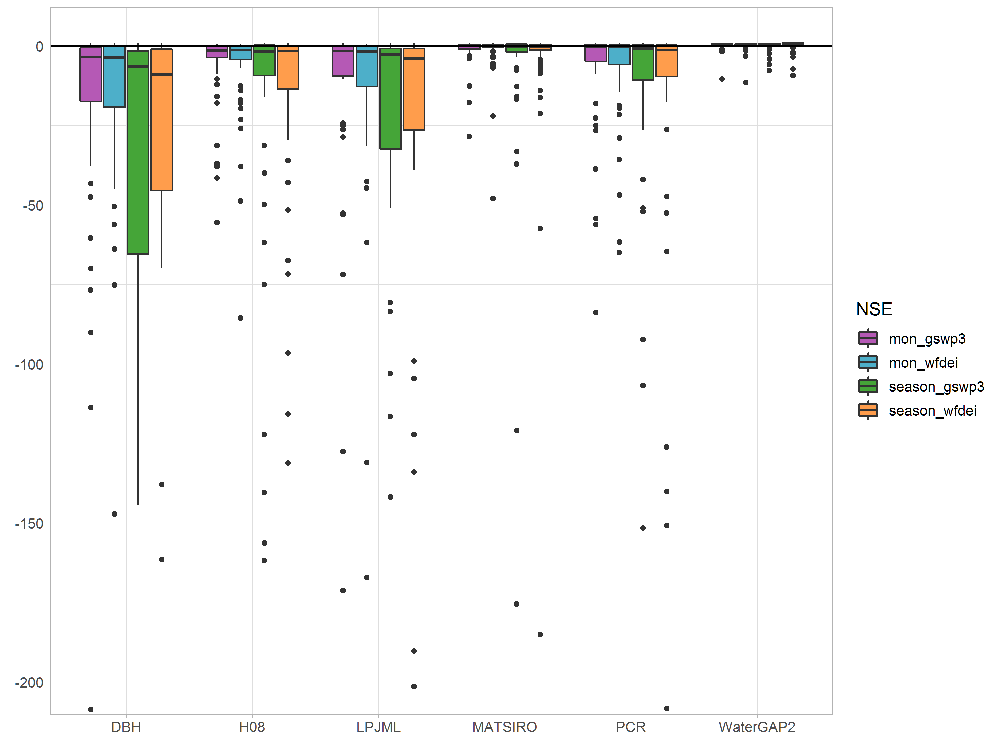 0
-50
-100
-150
-200
DBH
H08
LPJML
MATSIRO
PCR
WaterGAP2
NSE
mon_gswp3
mon_wfdei
season_gswp3
season_wfdei